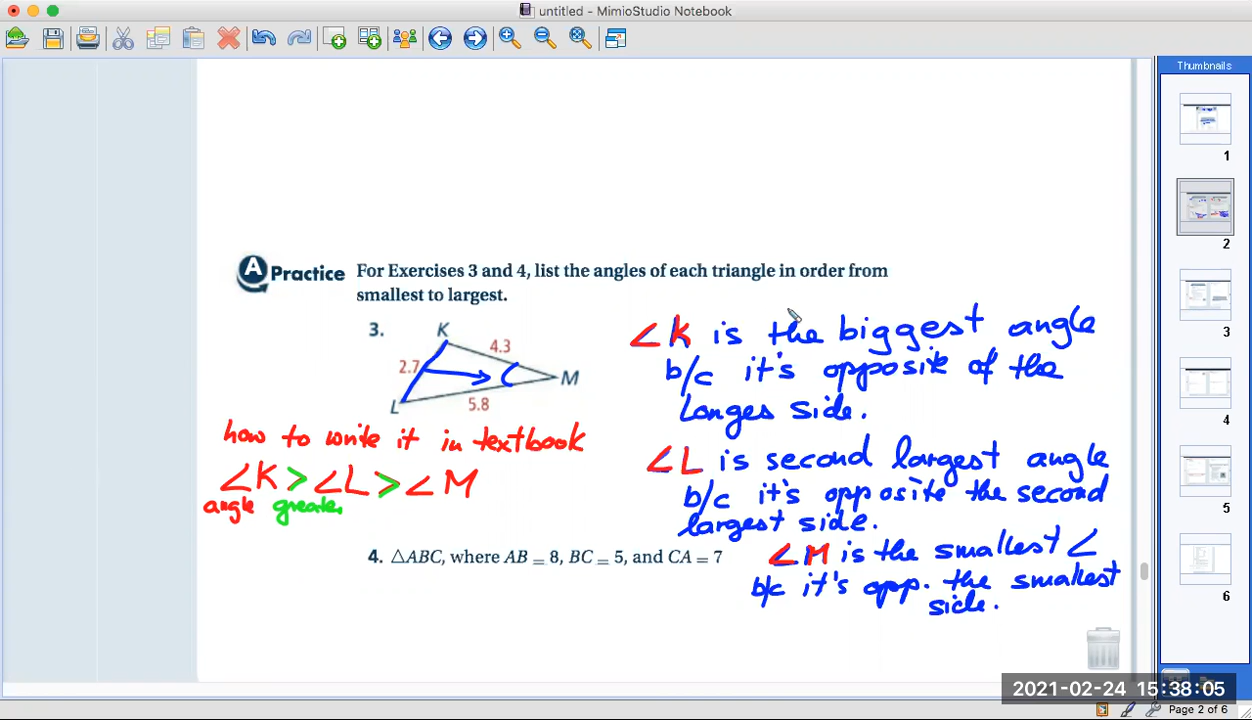 untitled - MimioStudio Notebook
Thumbnails
1
2
3
4
5
6
A Practice For Exercises 3 and 4, list the angles of each triangle in order from
smallest to largest.
3.
K
4.3
2.7
M
L
5.8
∠K is the biggest angle
b/c it's opposite of the
Longes side.
how to write it in textbook
∠K > ∠L > ∠M
angle greater
∠L is second largest angle
b/c it's opposite the second
largest side.
4. △ABC, where AB = 8, BC = 5, and CA = 7
∠M is the smallest ∠
b/c it's opp. the smallest
side.
2021-02-24 15:38:05
Page 2 of 6